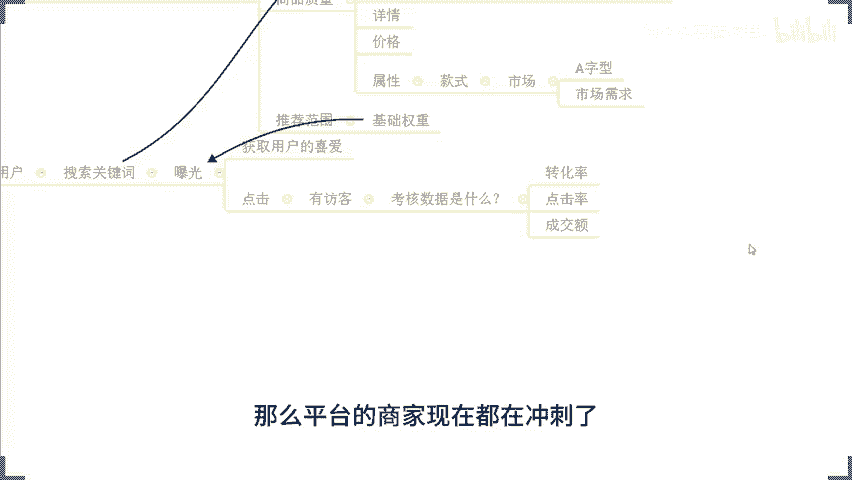 商品质量
详情
价格
属性 款式 市场
A字型
市场需求
推荐范围 基础权重
获取用户的喜爱
用户 搜索关键词 曝光
点击 有访客 考核数据是什么?
转化率
点击率
成交额
bilibili
那么平台的商家现在都在冲刺了